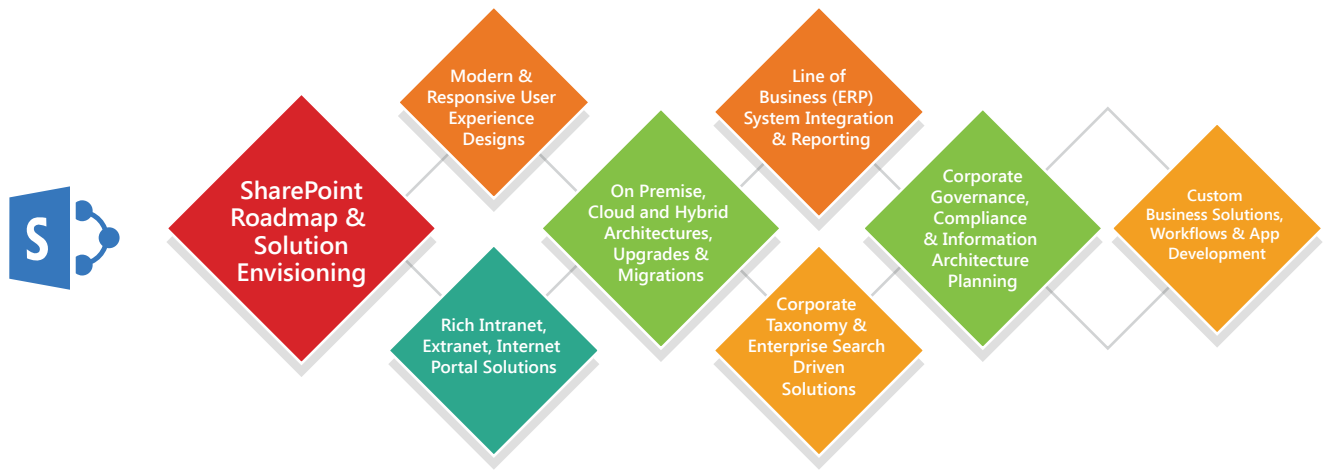 S
SharePoint
Roadmap &
Solution
Envisioning
Modern &
Responsive User
Experience
Designs
Rich Intranet,
Extranet, Internet
Portal Solutions
On Premise,
Cloud and Hybrid
Architectures,
Upgrades &
Migrations
Line of
Business (ERP)
System Integration
& Reporting
Corporate
Taxonomy &
Enterprise Search
Driven
Solutions
Corporate
Governance,
Compliance
& Information
Architecture
Planning
Custom
Business Solutions,
Workflows & App
Development